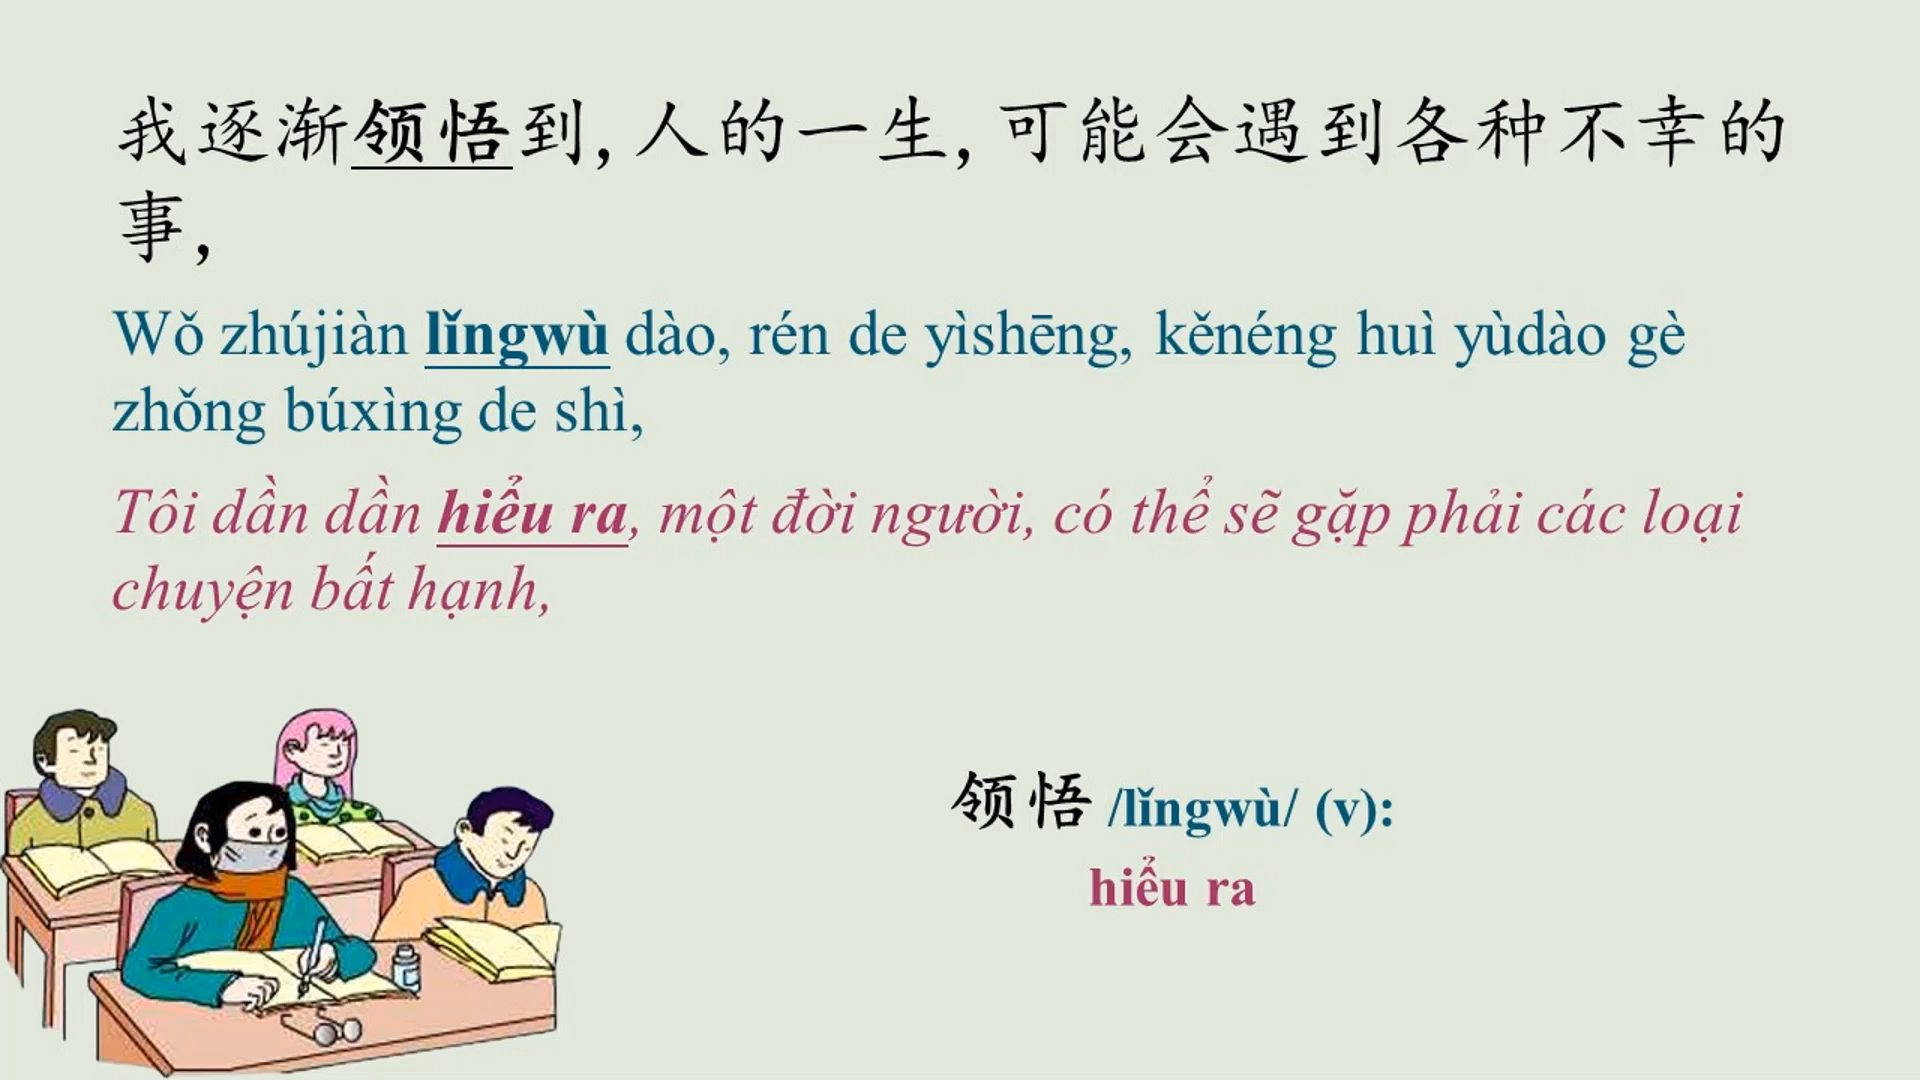 我逐渐领悟到,人的一生,可能会遇到各种不幸的
事，
Wǒ zhújiàn lǐngwù dào, rén de yìshēng, kěnéng huì yùdào gè
zhǒng búxìng de shì,
Tôi dần dần hiểu ra, một đời người, có thể sẽ gặp phải các loại
chuyện bất hạnh,
领悟 /lǐngwù/ (v):
hiểu ra